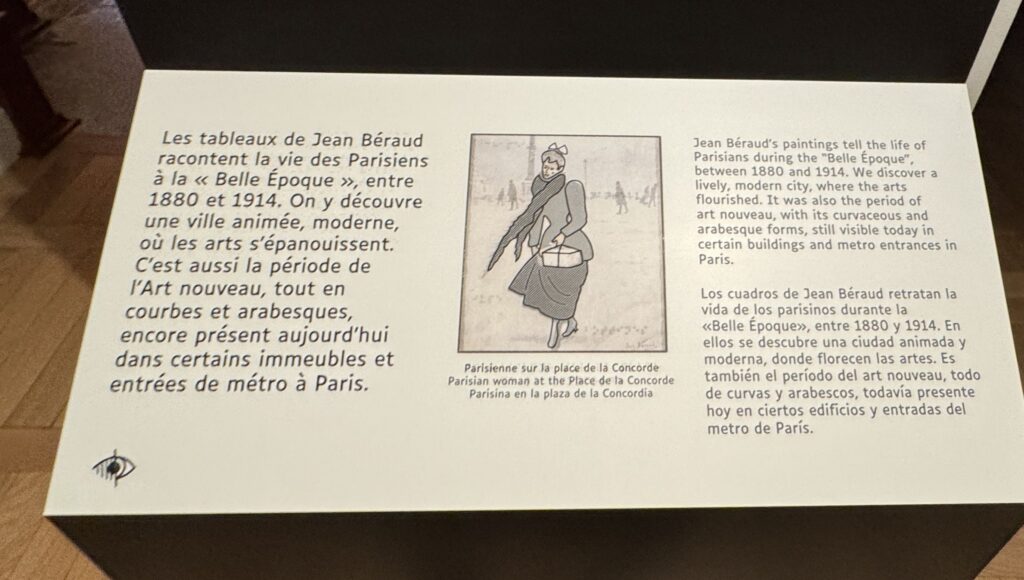 Les tableaux de Jean Béraud
racontent la vie des Parisiens
à la « Belle Époque », entre
1880 et 1914. On y découvre
une ville animée, moderne,
où les arts s'épanouissent.
C'est aussi la période de
l'Art nouveau, tout en
courbes et arabesques,
encore présent aujourd'hui
dans certains immeubles et
entrées de métro à Paris.
Parisienne sur la place de la Concorde
Parisian woman at the Place de la Concorde
Parisina en la plaza de la Concordia
Jean Béraud's paintings tell the life of
Parisians during the "Belle Époque",
between 1880 and 1914. We discover a
lively, modern city, where the arts
flourished. It was also the period of
art nouveau, with its curvaceous and
arabesque forms, still visible today in
certain buildings and metro entrances in
Paris.
Los cuadros de Jean Béraud retratan la
vida de los parisinos durante la
«Belle Époque», entre 1880 y 1914. En
ellos se descubre una ciudad animada y
moderna, donde florecen las artes. Es
también el período del art nouveau, todo
de curvas y arabescos, todavía presente
hoy en ciertos edificios y entradas del
metro de París.